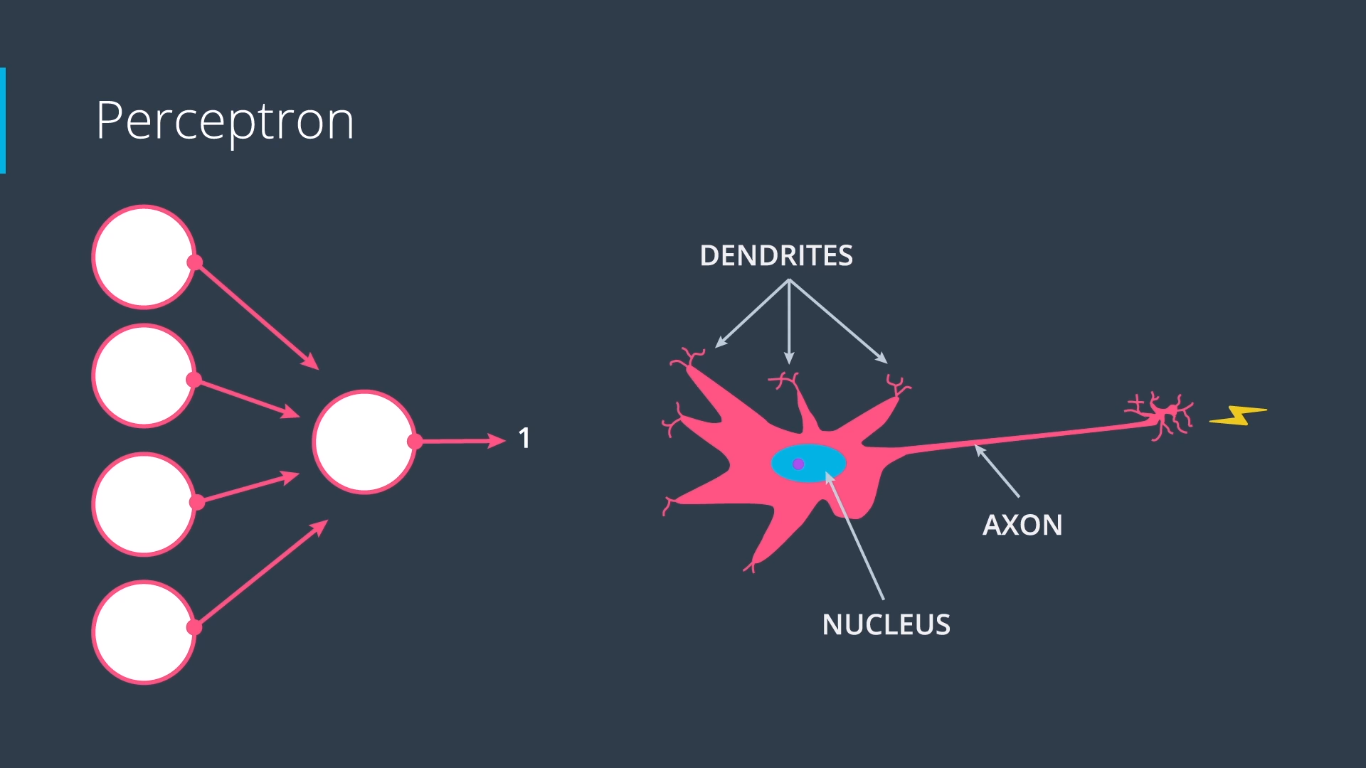 Perceptron
DENDRITES
1
AXON
NUCLEUS